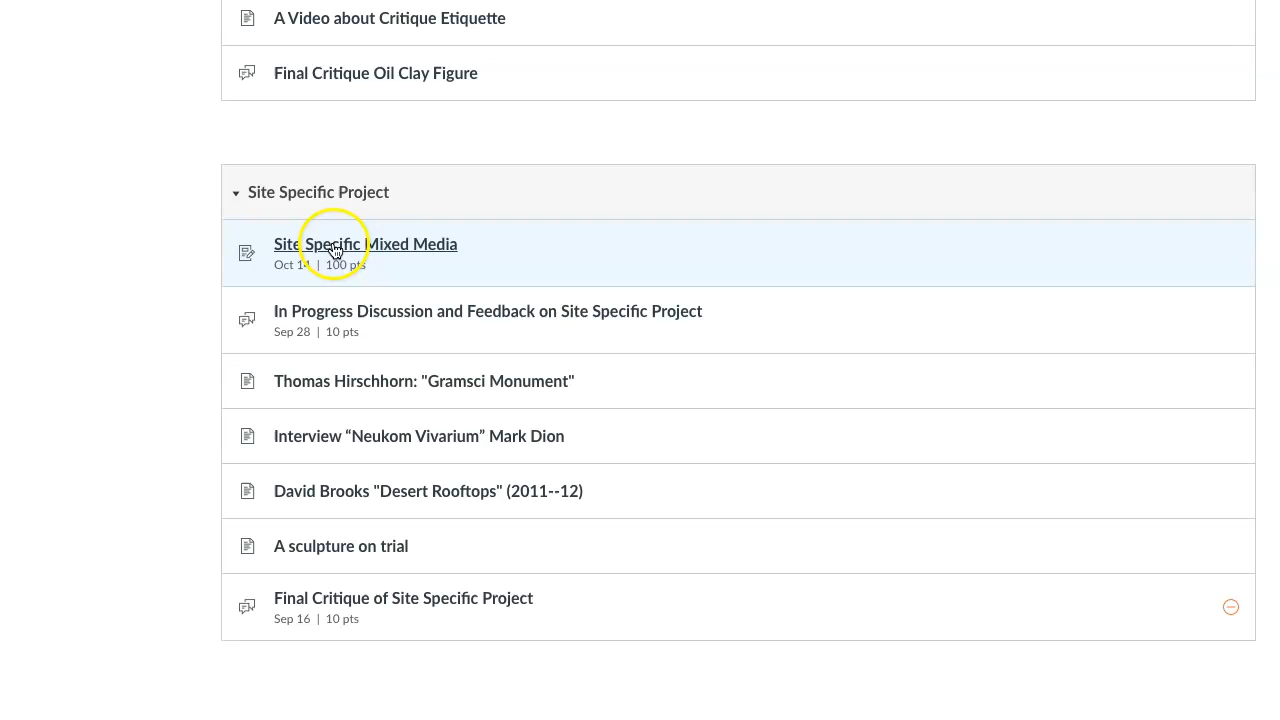 A Video about Critique Etiquette
Final Critique Oil Clay Figure
Site Specific Project
Site Specific Mixed Media
Oct 14 | 100 pts
In Progress Discussion and Feedback on Site Specific Project
Sep 28 | 10 pts
Thomas Hirschhorn: "Gramsci Monument"
Interview “Neukom Vivarium” Mark Dion
David Brooks "Desert Rooftops" (2011--12)
A sculpture on trial
Final Critique of Site Specific Project
Sep 16 | 10 pts